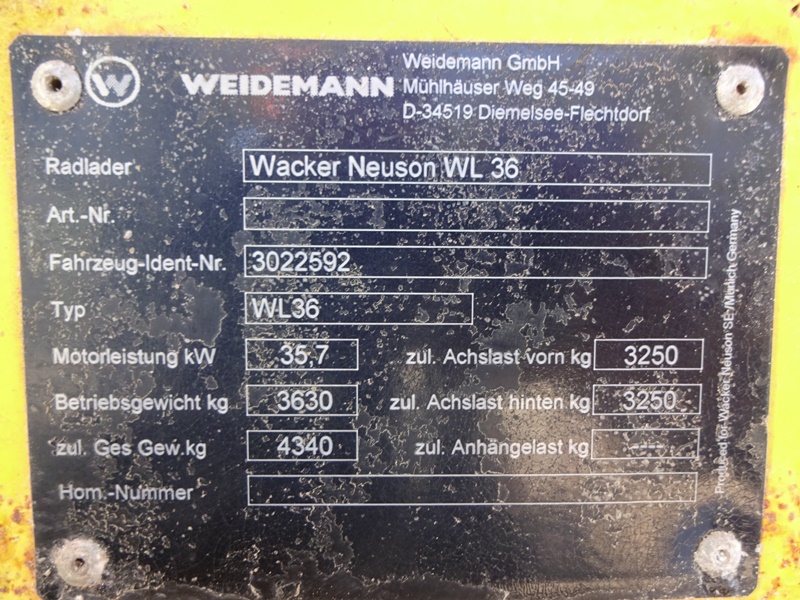 W WEIDEMANN
Weidemann GmbH
Mühlhäuser Weg 45-49
D-34519 Diemelsee-Flechtdorf
Radlader Wacker Neuson WL 36
Art.-Nr.
Fahrzeug-Ident-Nr. 3022592
Typ WL36
Motorleistung kW 35,7 zul. Achslast vorn kg 3250
Betriebsgewicht kg 3630 zul. Achslast hinten kg 3250
zul. Ges Gew.kg 4340 zul. Anhängelast kg ---
Hom.-Nummer
Produced for Wacker Neuson SE /Munich Germany